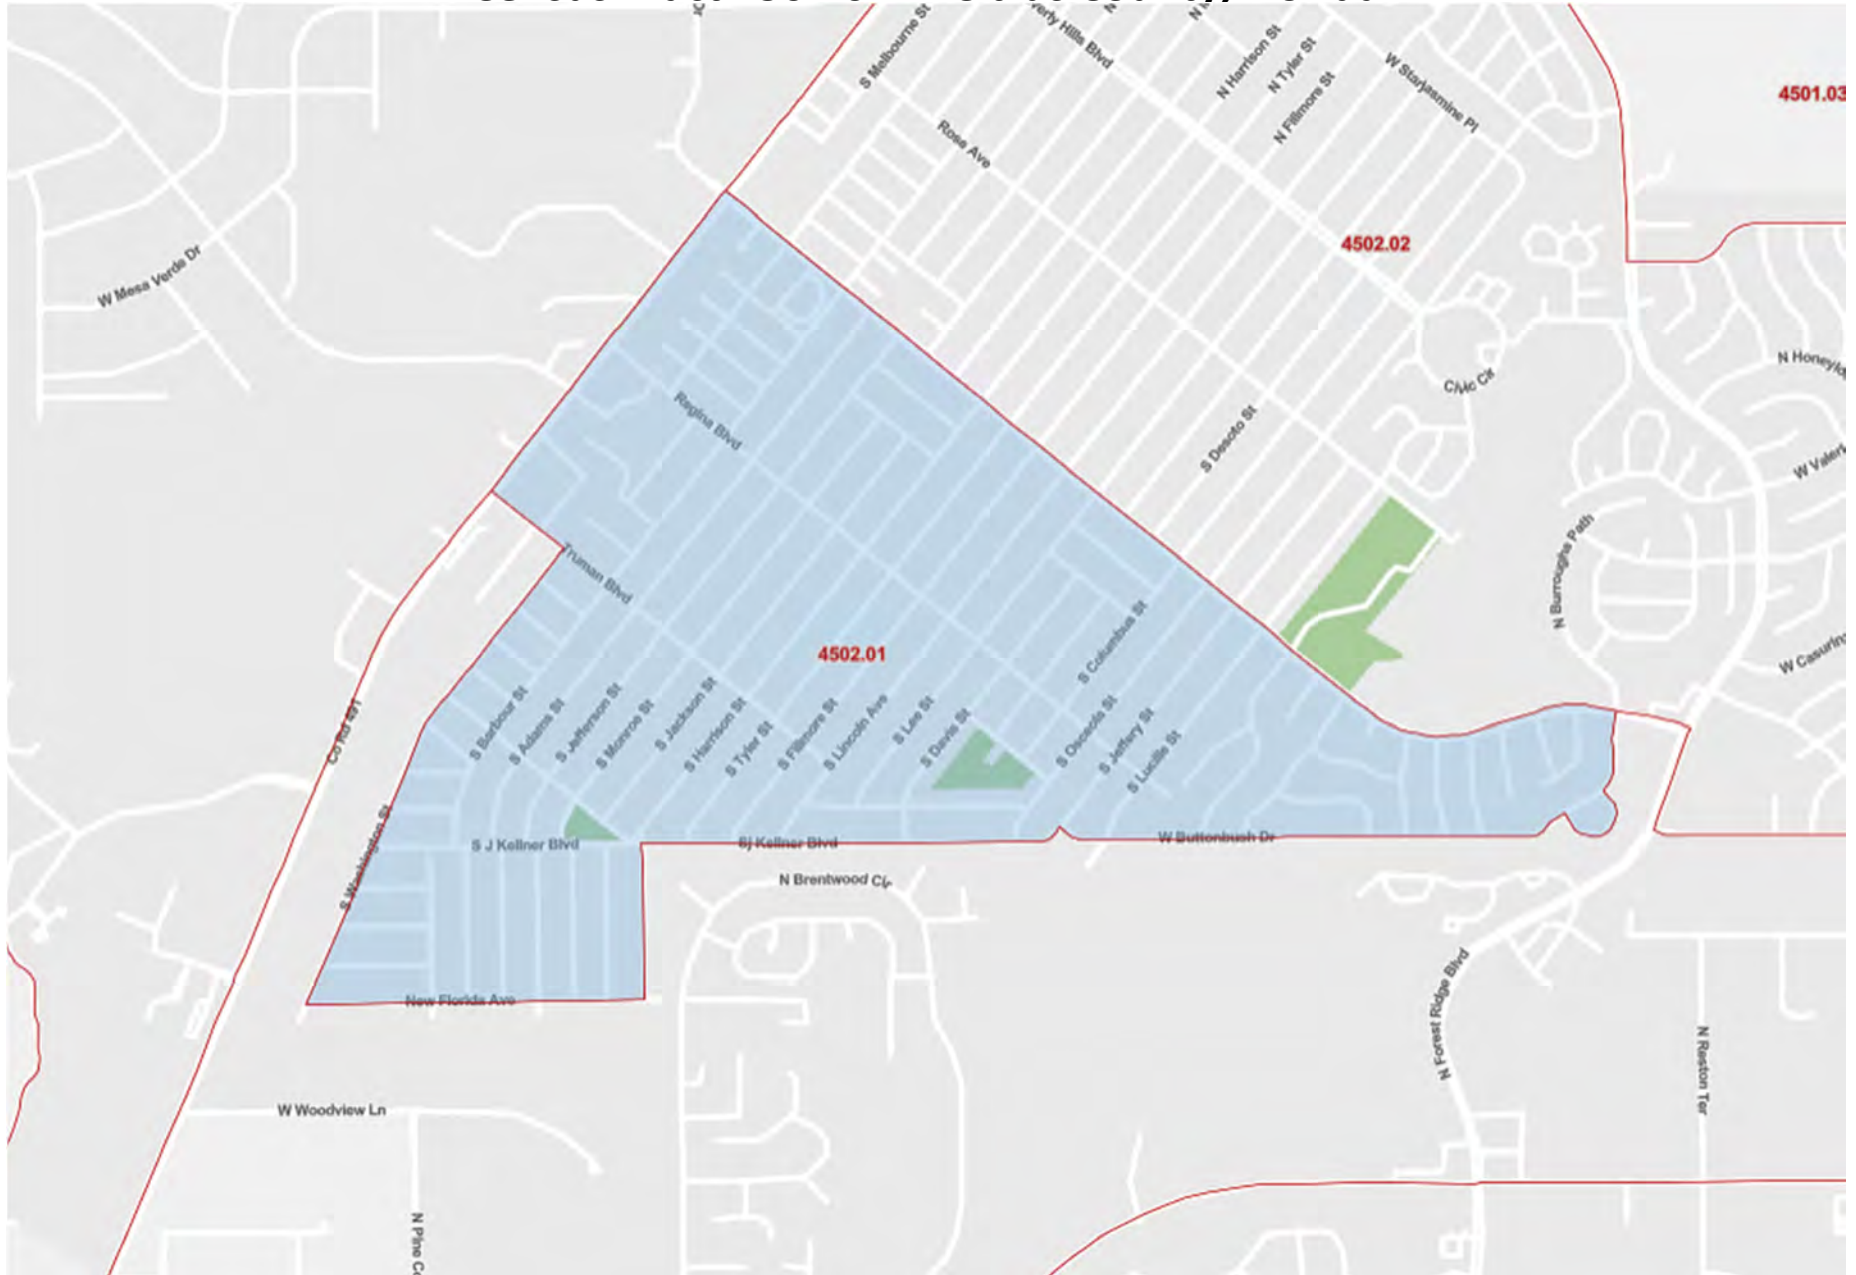 S Melbourne St
N Harrison St
N Tyler St
N Fillmore St
W Starjasmine Pl
4501.03
Rose Ave
4502.02
W Mesa Verde Dr
Civic Cir
Regina Blvd
S Desoto St
N Burroughs Path
Truman Blvd
4502.01
S Columbus St
Co Rd 491
S Barbour St
S Adams St
S Jefferson St
S Monroe St
S Jackson St
S Harrison St
S Tyler St
S Fillmore St
S Lincoln Ave
S Lee St
S Davis St
S Osceola St
S Jeffery St
S Lucille St
S Washington St
S J Kellner Blvd
Sj Kellner Blvd
W Buttonbush Dr
N Brentwood Cir
New Florida Ave
N Forest Ridge Blvd
N Reston Ter
W Woodview Ln
N Pine